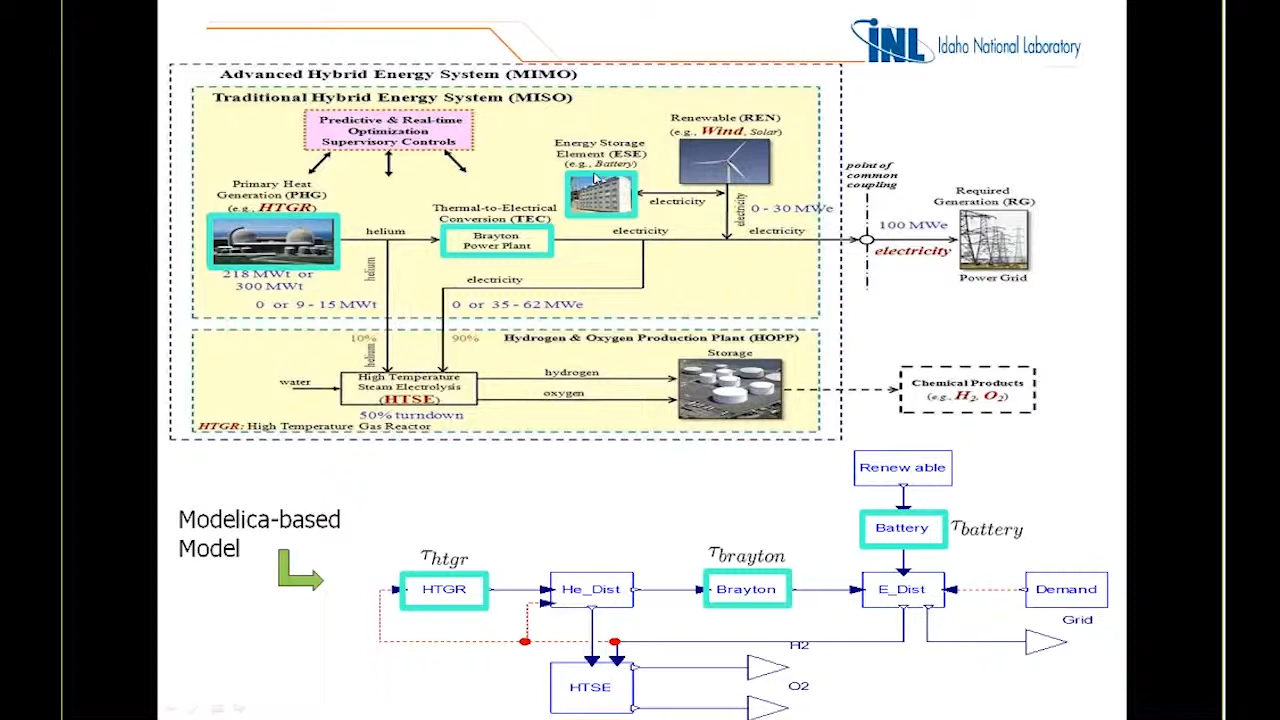 INL Idaho National Laboratory
Advanced Hybrid Energy System (MIMO)
Traditional Hybrid Energy System (MISO)
Predictive & Real-time
Optimization
Supervisory Controls
Renewable (REN)
(e.g., Wind, Solar)
Energy Storage
Element (ESE)
(e.g., Battery)
point of
common
coupling
Primary Heat
Generation (PHG)
(e.g., HTGR)
Thermal-to-Electrical
Conversion (TEC)
Brayton
Power Plant
helium
helium
electricity
electricity
electricity
electricity
0 - 30 MWe
Required
Generation (RG)
100 MWe
electricity
Power Grid
218 MWt or
300 MWt
electricity
0 or 9 - 15 MWt
0 or 35 - 62 MWe
10%
helium
90%
Hydrogen & Oxygen Production Plant (HOPP)
Storage
water
High Temperature
Steam Electrolysis
(HTSE)
hydrogen
oxygen
50% turndown
HTGR: High Temperature Gas Reactor
Chemical Products
(e.g., H2, O2)
Modelica-based
Model
Renew able
Battery
τbattery
τhtgr
τbrayton
HTGR
He_Dist
Brayton
E_Dist
Demand
Grid
H2
HTSE
O2